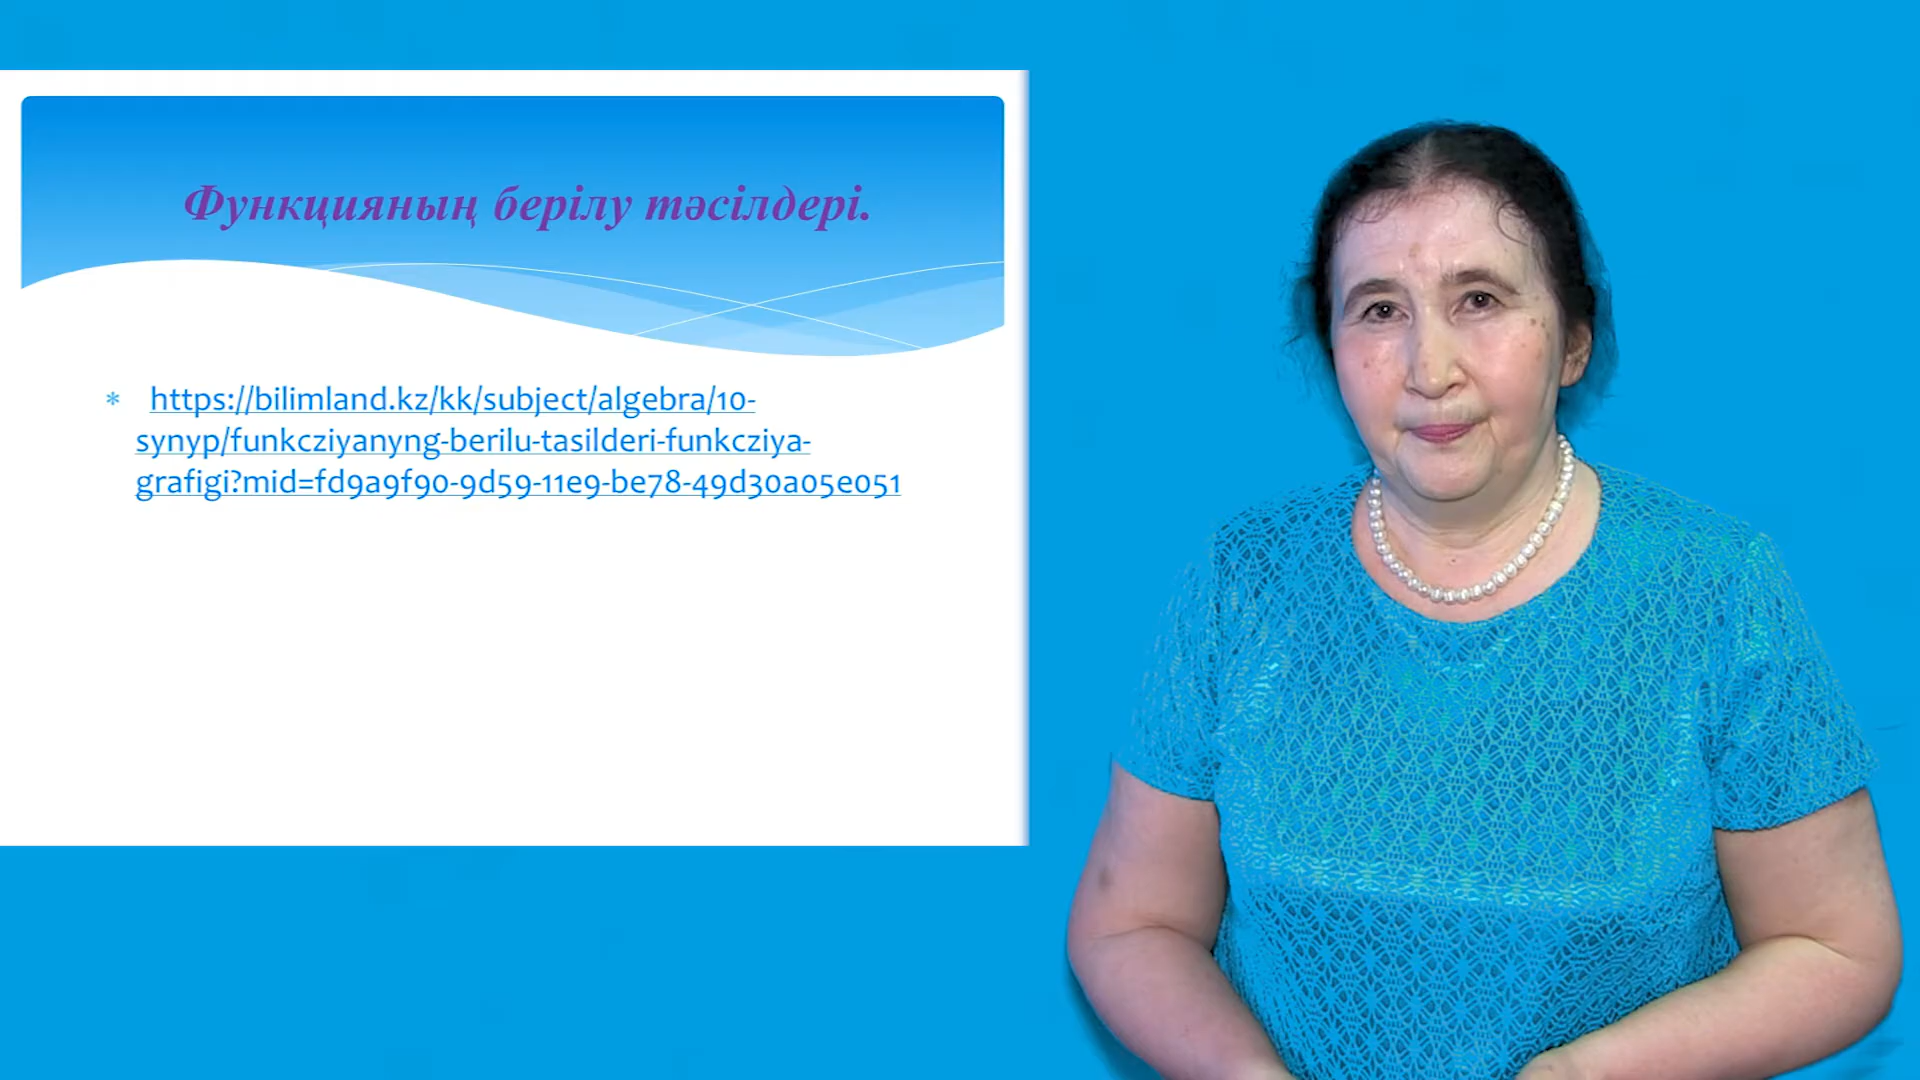 Функцияның берілу тәсілдері.
* https://bilimland.kz/kk/subject/algebra/10-
synyp/funkcziyanyng-berilu-tasilderi-funkcziya-
grafigi?mid=fd9a9f90-9d59-11e9-be78-49d30a05e051